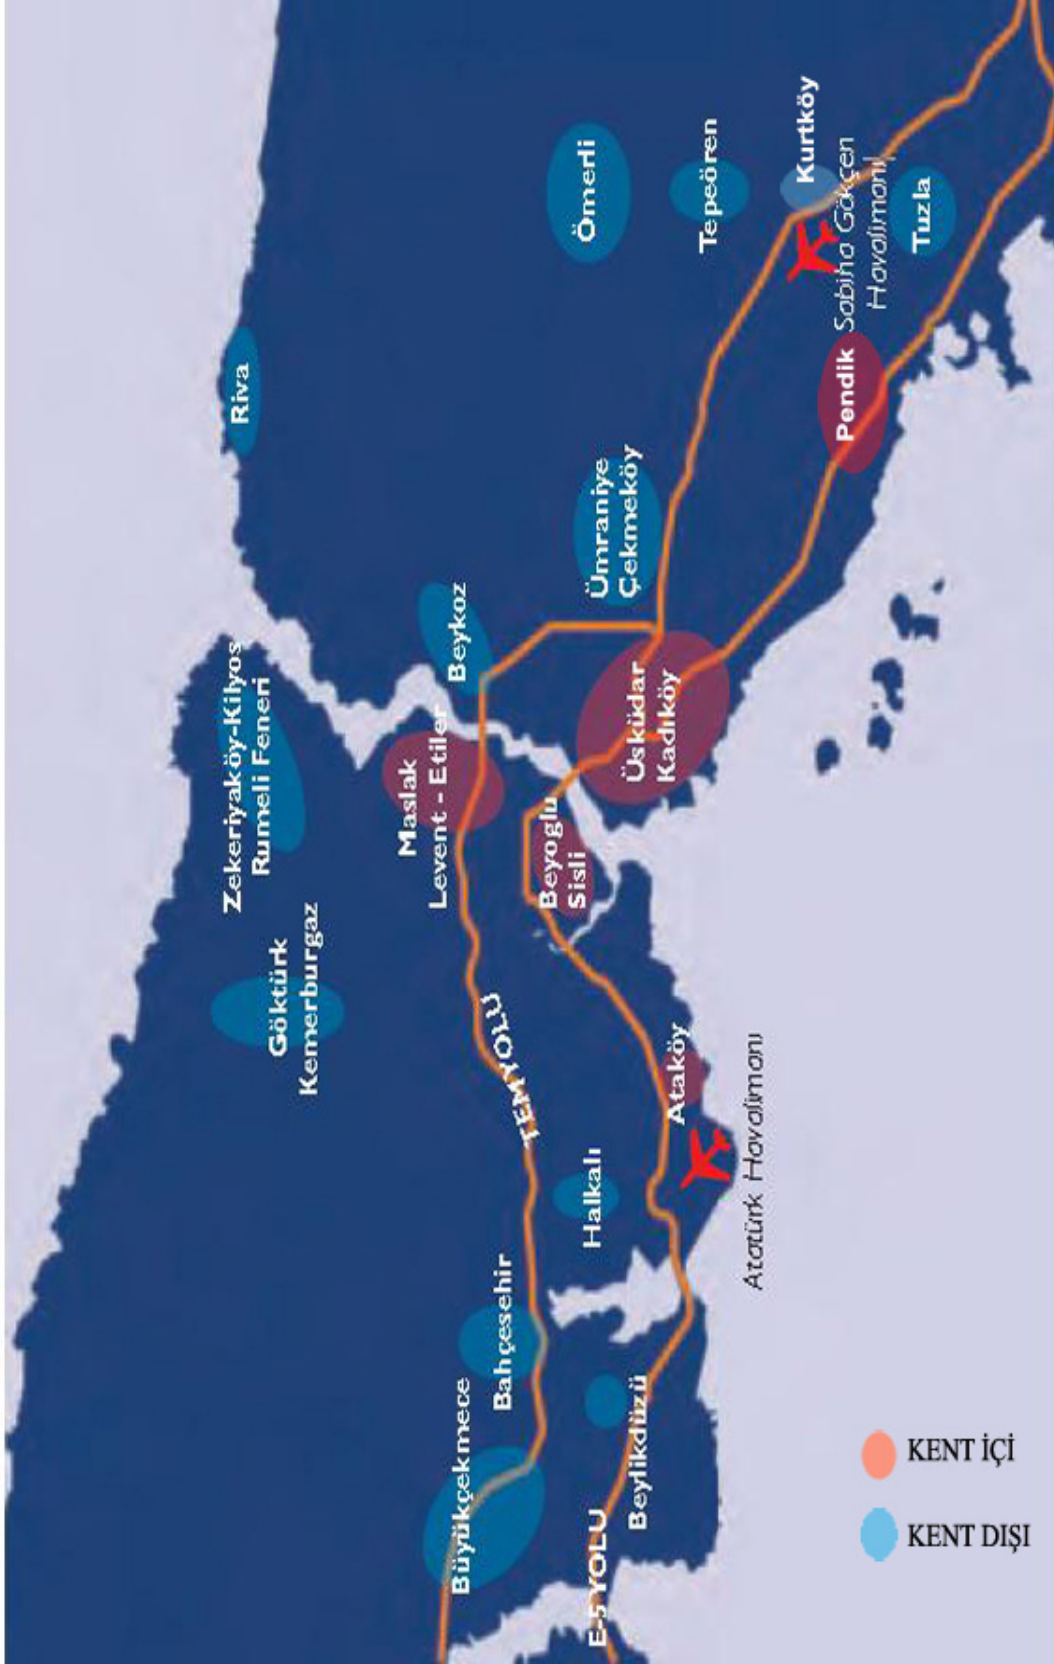 Zekeriyaköy-Kilyos
Rumeli Feneri
Riva
Göktürk
Kemerburgaz
Maslak
Levent - Etiler
Beykoz
Ömerli
Büyükçekmece
Bahçesehir
TEMYOLU
Beyoglu
Sisli
Ümraniye
Çekmeköy
Halkalı
Üsküdar
Kadıköy
Tepeören
E-5 YOLU
Beylikdüzü
Ataköy
Kurtköy
Atatürk Havalimanı
Pendik
Sabiha Gökçen
Havalimanı
Tuzla
KENT İÇİ
KENT DIŞI